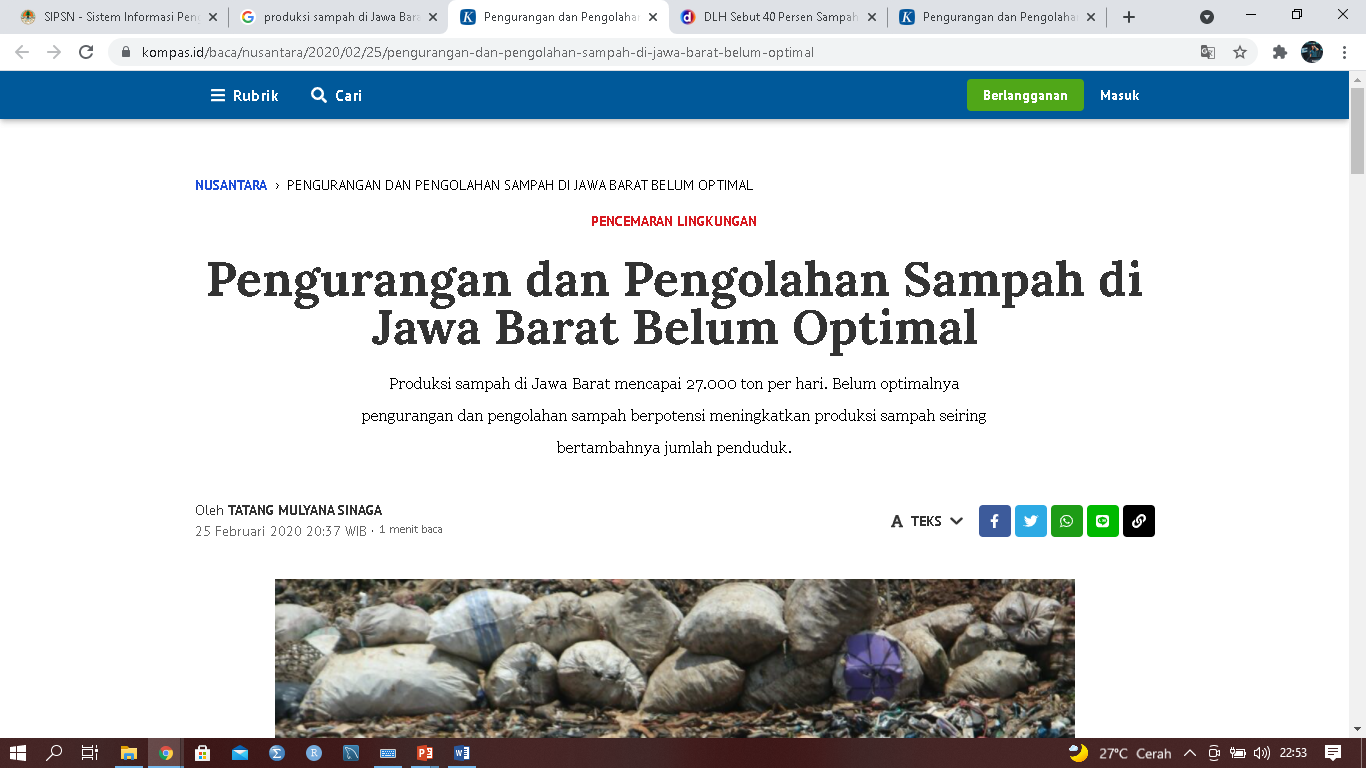 SIPSN - Sistem Informasi Pen
produksi sampah di Jawa Bara
Pengurangan dan Pengolahan
DLH Sebut 40 Persen Sampah
Pengurangan dan Pengolahan
kompas.id/baca/nusantara/2020/02/25/pengurangan-dan-pengolahan-sampah-di-jawa-barat-belum-optimal
Rubrik
Cari
Berlangganan
Masuk
NUSANTARA › PENGURANGAN DAN PENGOLAHAN SAMPAH DI JAWA BARAT BELUM OPTIMAL
PENCEMARAN LINGKUNGAN
Pengurangan dan Pengolahan Sampah di
Jawa Barat Belum Optimal
Produksi sampah di Jawa Barat mencapai 27.000 ton per hari. Belum optimalnya
pengurangan dan pengolahan sampah berpotensi meningkatkan produksi sampah seiring
bertambahnya jumlah penduduk.
Oleh TATANG MULYANA SINAGA
25 Februari 2020 20:37 WIB · 1 menit baca
A TEKS
27°C Cerah
22:53